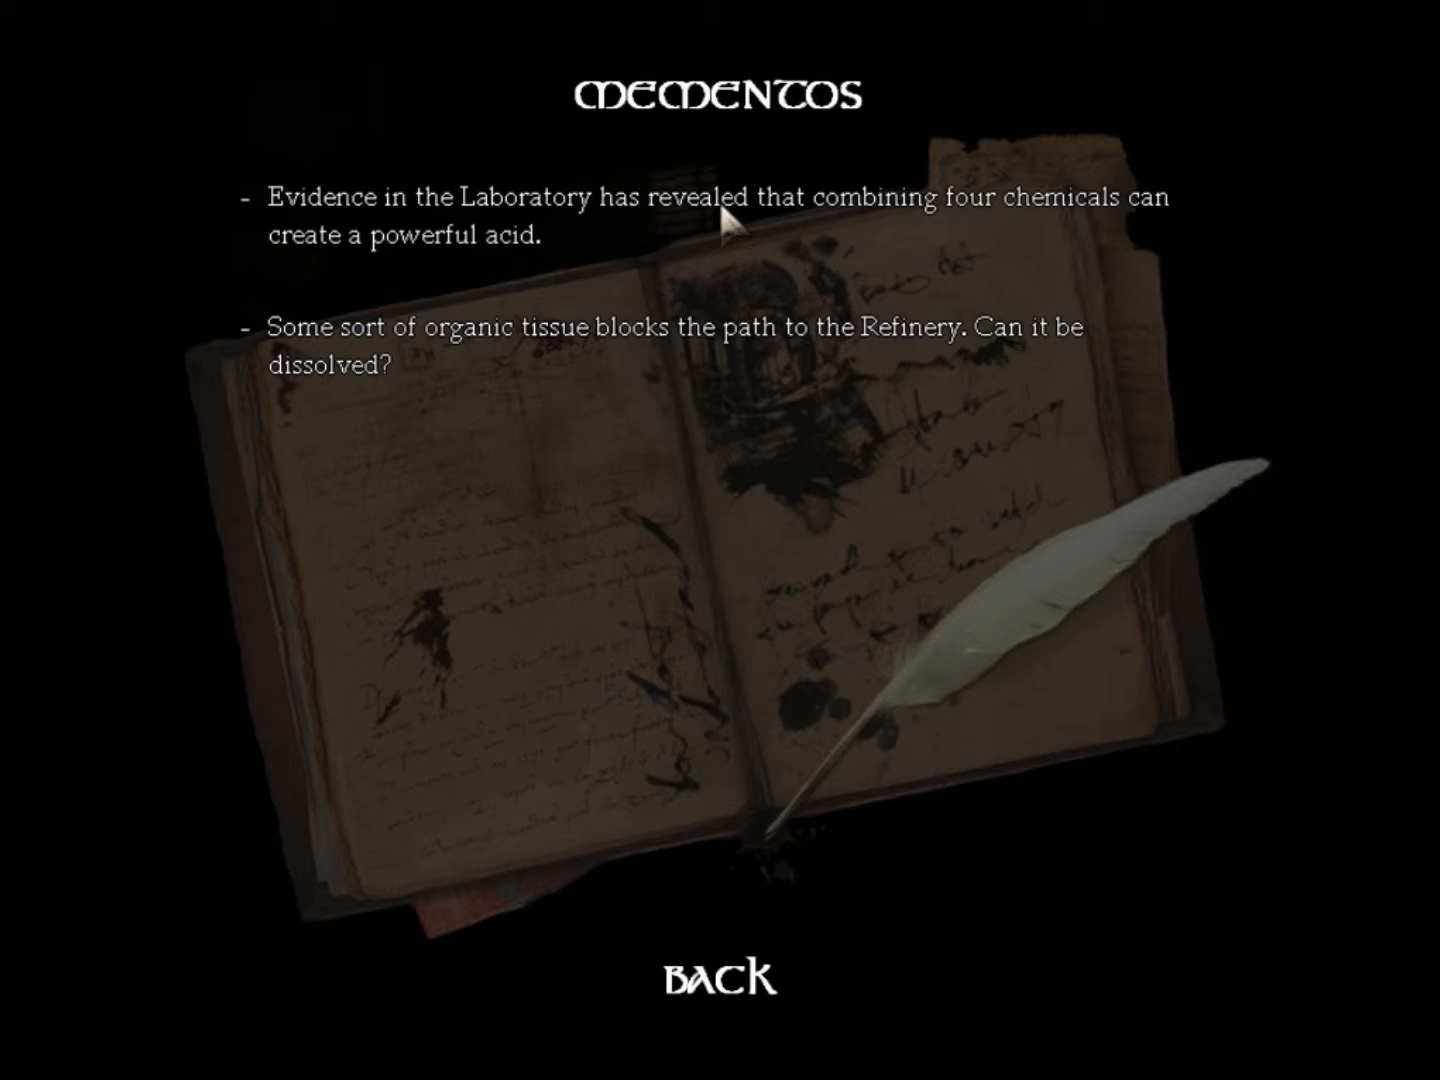 MEMENTOS
- Evidence in the Laboratory has revealed that combining four chemicals can
create a powerful acid.
- Some sort of organic tissue blocks the path to the Refinery. Can it be
dissolved?
BACK